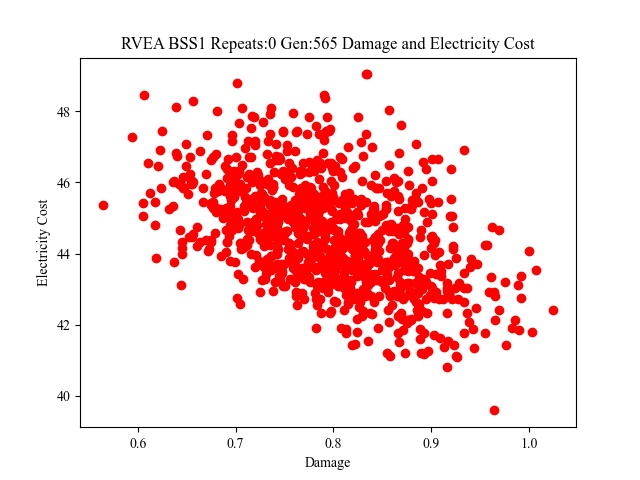 RVEA BSS1 Repeats:0 Gen:565 Damage and Electricity Cost
48
46
44
42
40
Electricity Cost
0.6 0.7 0.8 0.9 1.0
Damage